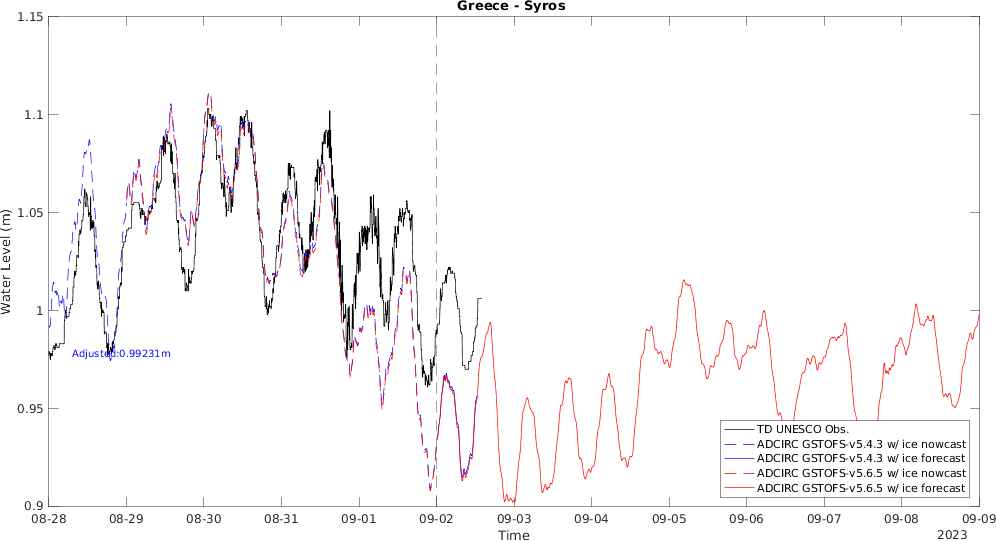 Greece - Syros
Water Level (m)
1.15
1.1
1.05
1
0.95
0.9
Adjusted:0.99231m
TD UNESCO Obs.
ADCIRC GSTOFS-v5.4.3 w/ ice nowcast
ADCIRC GSTOFS-v5.4.3 w/ ice forecast
ADCIRC GSTOFS-v5.6.5 w/ ice nowcast
ADCIRC GSTOFS-v5.6.5 w/ ice forecast
08-28 08-29 08-30 08-31 09-01 09-02 09-03 09-04 09-05 09-06 09-07 09-08 09-09
Time
2023